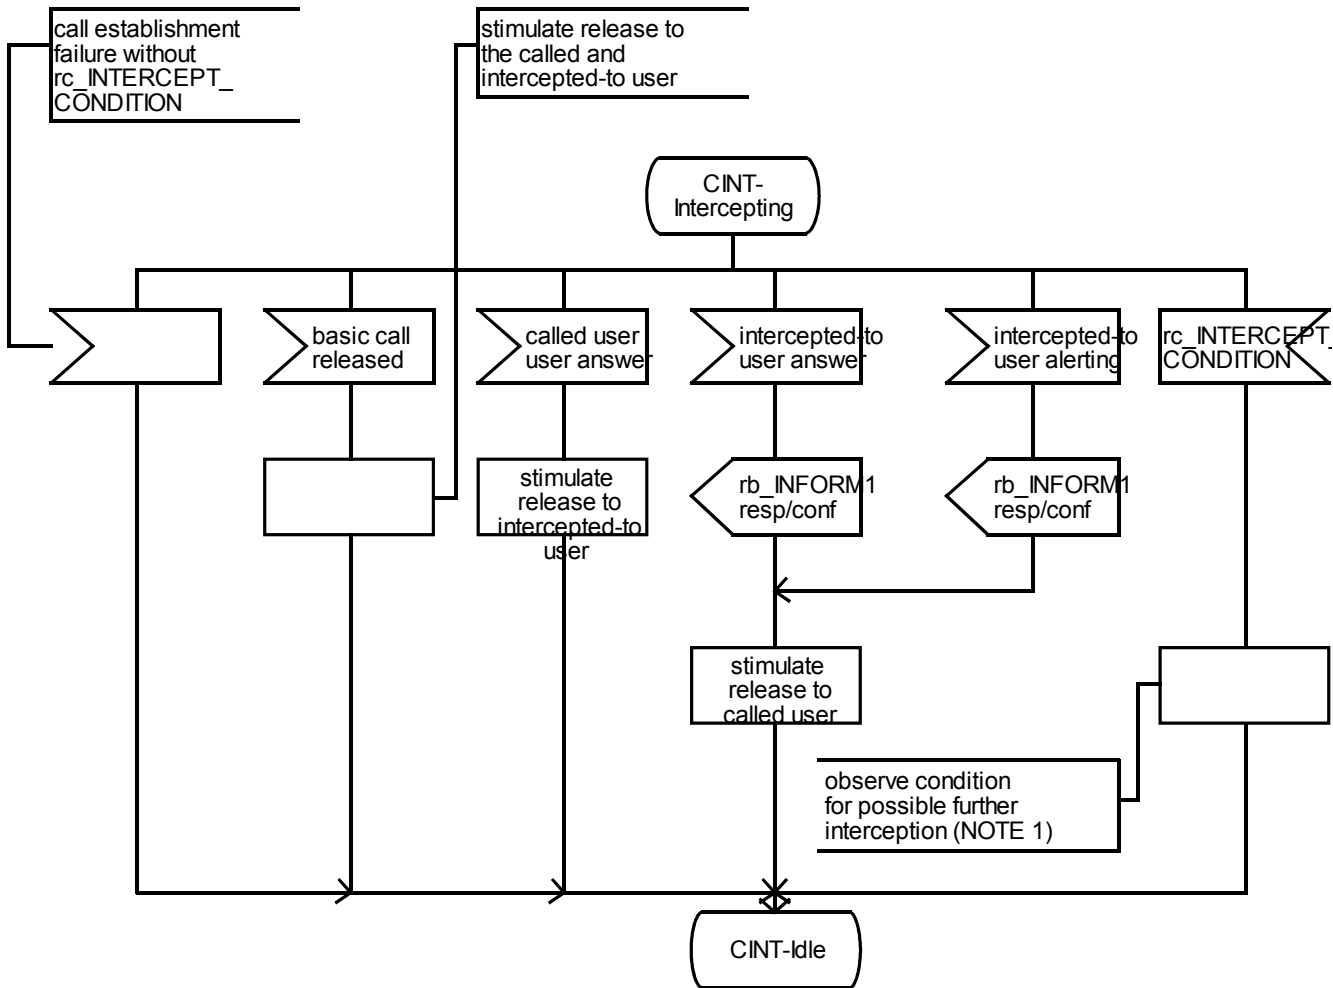 call establishment
failure without
rc_INTERCEPT_
CONDITION
stimulate release to
the called and
intercepted-to user
CINT-
Intercepting
basic call
released
called user
user answer
intercepted-to
user answer
intercepted-to
user alerting
rc_INTERCEPT_
CONDITION
stimulate
release to
intercepted-to
user
rb_INFORM1
resp/conf
rb_INFORM1
resp/conf
stimulate
release to
called user
observe condition
for possible further
interception (NOTE 1)
CINT-Idle